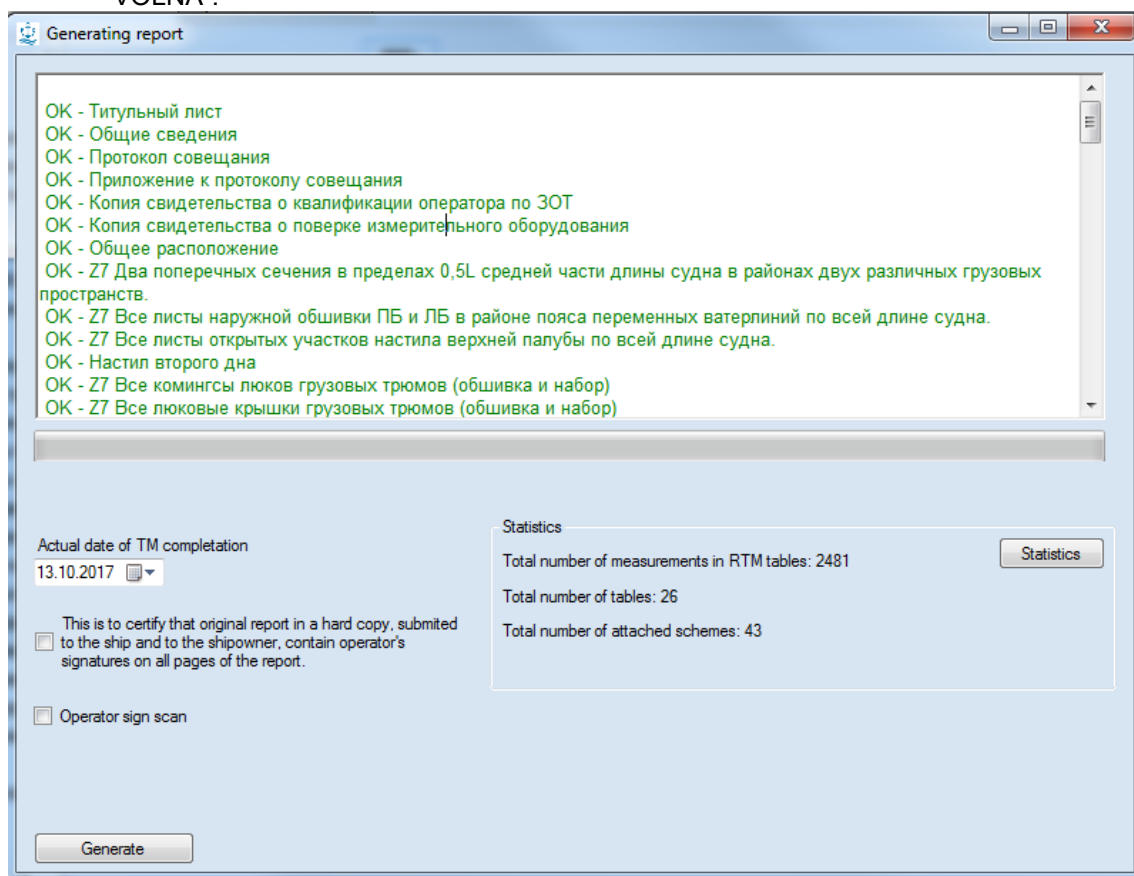 VOLNA".
Generating report
OK - Титульный лист
OK - Общие сведения
OK - Протокол совещания
OK - Приложение к протоколу совещания
OK - Копия свидетельства о квалификации оператора по ЗОТ
OK - Копия свидетельства о поверке измерительного оборудования
OK - Общее расположение
OK - Z7 Два поперечных сечения в пределах 0,5L средней части длины судна в районах двух различных грузовых
пространств.
OK - Z7 Все листы наружной обшивки ПБ и ЛБ в районе пояса переменных ватерлиний по всей длине судна.
OK - Z7 Все листы открытых участков настила верхней палубы по всей длине судна.
OK - Настил второго дна
OK - Z7 Все комингсы люков грузовых трюмов (обшивка и набор)
OK - Z7 Все люковые крышки грузовых трюмов (обшивка и набор)
Actual date of TM completation
13.10.2017
This is to certify that original report in a hard copy, submited
to the ship and to the shipowner, contain operator's
signatures on all pages of the report.
Operator sign scan
Generate
Statistics
Statistics
Total number of measurements in RTM tables: 2481
Total number of tables: 26
Total number of attached schemes: 43